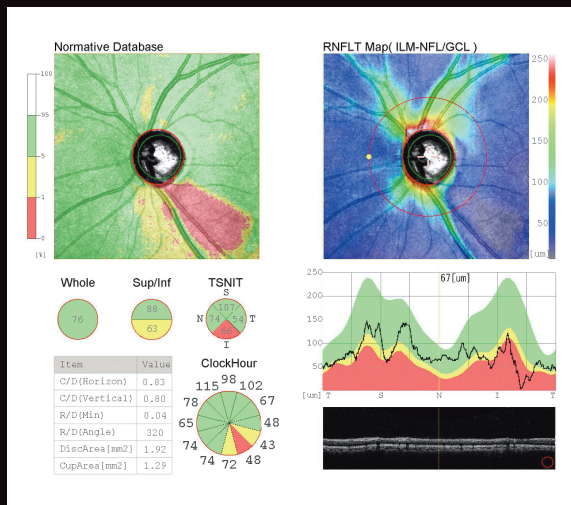 Normative Database
RNFLT Map( ILM-NFL/GCL )
100
95
5
1
0
[%]
250
200
150
100
50
[um]
Whole
Sup/Inf
TSNIT
76
88
63
S
N
T
I
107
74
54
66
67[um]
250
200
150
100
50
[um] T S N I T
Item Value
C/D(Horizon) 0.83
C/D(Vertical) 0.80
R/D(Min) 0.04
R/D(Angle) 320
DiscArea[mm2] 1.92
CupArea[mm2] 1.29
ClockHour
98
115 102
78 67
65 48
74 43
74 72 48